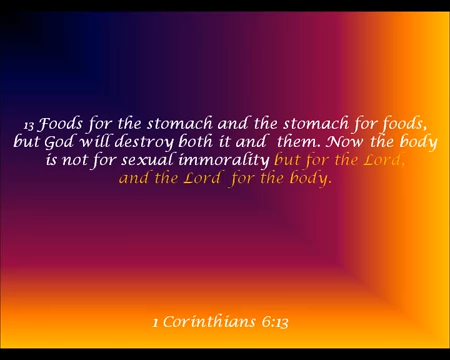 13 Foods for the stomach and the stomach for foods,
but God will destroy both it and them. Now the body
is not for sexual immorality but for the Lord,
and the Lord for the body.
1 Corinthians 6:13